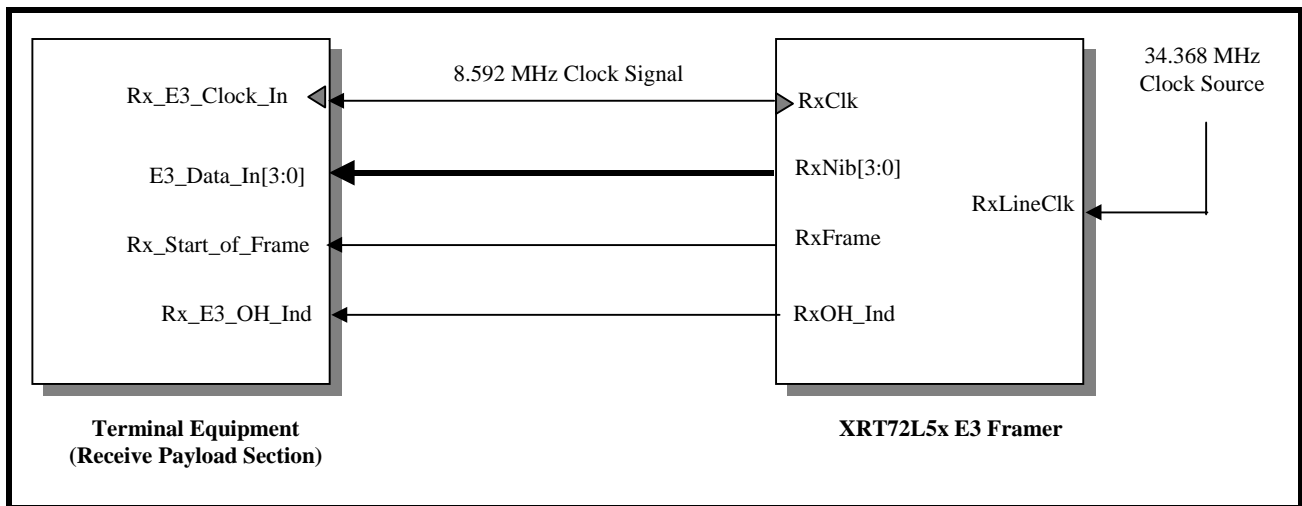 8.592 MHz Clock Signal
34.368 MHz
Clock Source
Rx_E3_Clock_In
RxClk
E3_Data_In[3:0]
RxNib[3:0]
RxLineClk
Rx_Start_of_Frame
RxFrame
Rx_E3_OH_Ind
RxOH_Ind
Terminal Equipment
(Receive Payload Section)
XRT72L5x E3 Framer